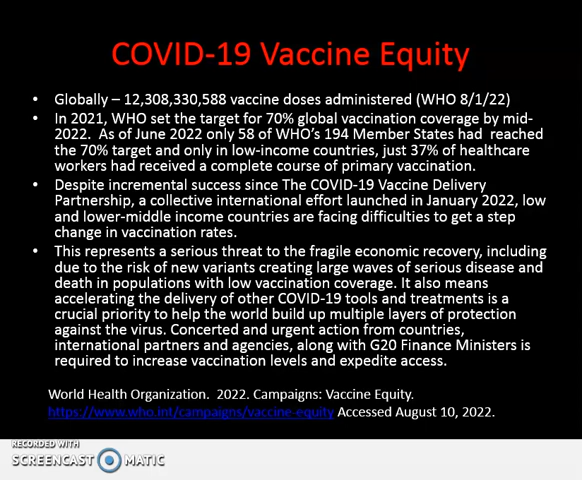 COVID-19 Vaccine Equity
• Globally – 12,308,330,588 vaccine doses administered (WHO 8/1/22)
• In 2021, WHO set the target for 70% global vaccination coverage by mid-
2022. As of June 2022 only 58 of WHO's 194 Member States had reached
the 70% target and only in low-income countries, just 37% of healthcare
workers had received a complete course of primary vaccination.
• Despite incremental success since The COVID-19 Vaccine Delivery
Partnership, a collective international effort launched in January 2022, low
and lower-middle income countries are facing difficulties to get a step
change in vaccination rates.
• This represents a serious threat to the fragile economic recovery, including
due to the risk of new variants creating large waves of serious disease and
death in populations with low vaccination coverage. It also means
accelerating the delivery of other COVID-19 tools and treatments is a
crucial priority to help the world build up multiple layers of protection
against the virus. Concerted and urgent action from countries,
international partners and agencies, along with G20 Finance Ministers is
required to increase vaccination levels and expedite access.
World Health Organization. 2022. Campaigns: Vaccine Equity.
https://www.who.int/campaigns/vaccine-equity Accessed August 10, 2022.
RECORDED WITH
SCREENCAST MATIC